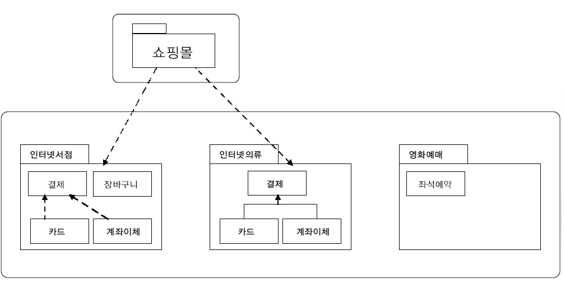 쇼핑몰
인터넷서점
인터넷의류
영화예매
결제
장바구니
결제
좌석예약
카드
계좌이체
카드
계좌이체